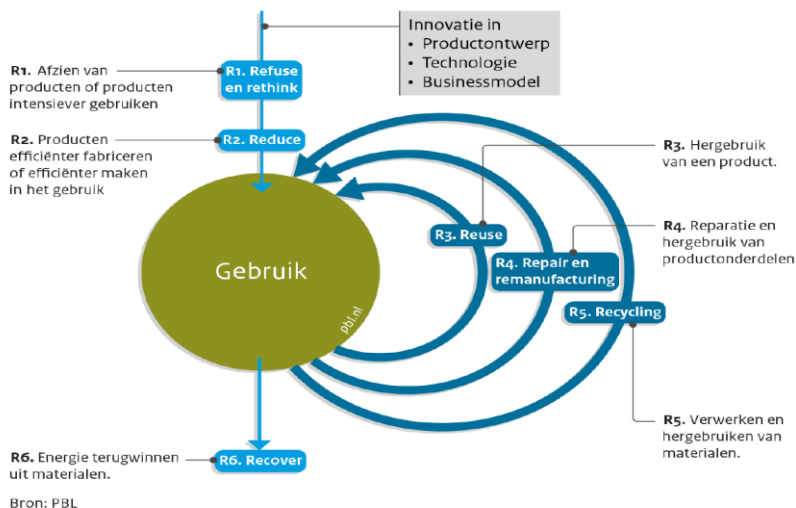 Innovatie in
• Productontwerp
• Technologie
• Businessmodel
R1. Afzien van
producten of producten
intensiever gebruiken
R1. Refuse
en rethink
R2. Producten
efficiënter fabriceren
of efficiënter maken
in het gebruik
R2. Reduce
R3. Hergebruik
van een product.
R3. Reuse
R4. Reparatie en
hergebruik van
productonderdelen
R4. Repair en
remanufacturing
Gebruik
pbl.nl
R5. Recycling
R5. Verwerken en
hergebruiken van
materialen.
R6. Energie terugwinnen
uit materialen.
R6. Recover
Bron: PBL